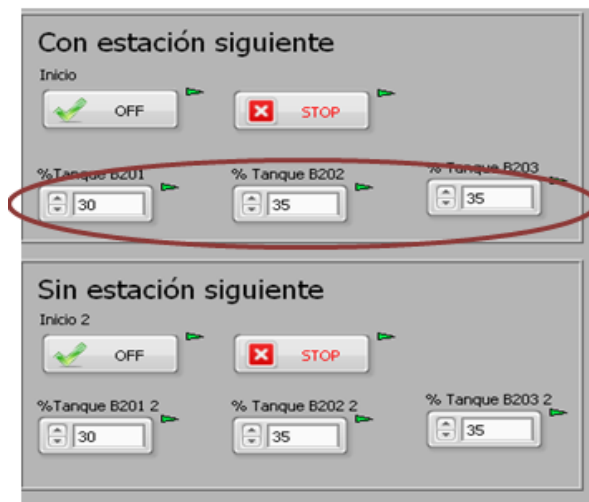 Con estación siguiente
Inicio
OFF STOP
%Tanque B201 % Tanque B202 % Tanque B203
30 35 35
Sin estación siguiente
Inicio 2
OFF STOP
%Tanque B201 2 % Tanque B202 2 % Tanque B203 2
30 35 35